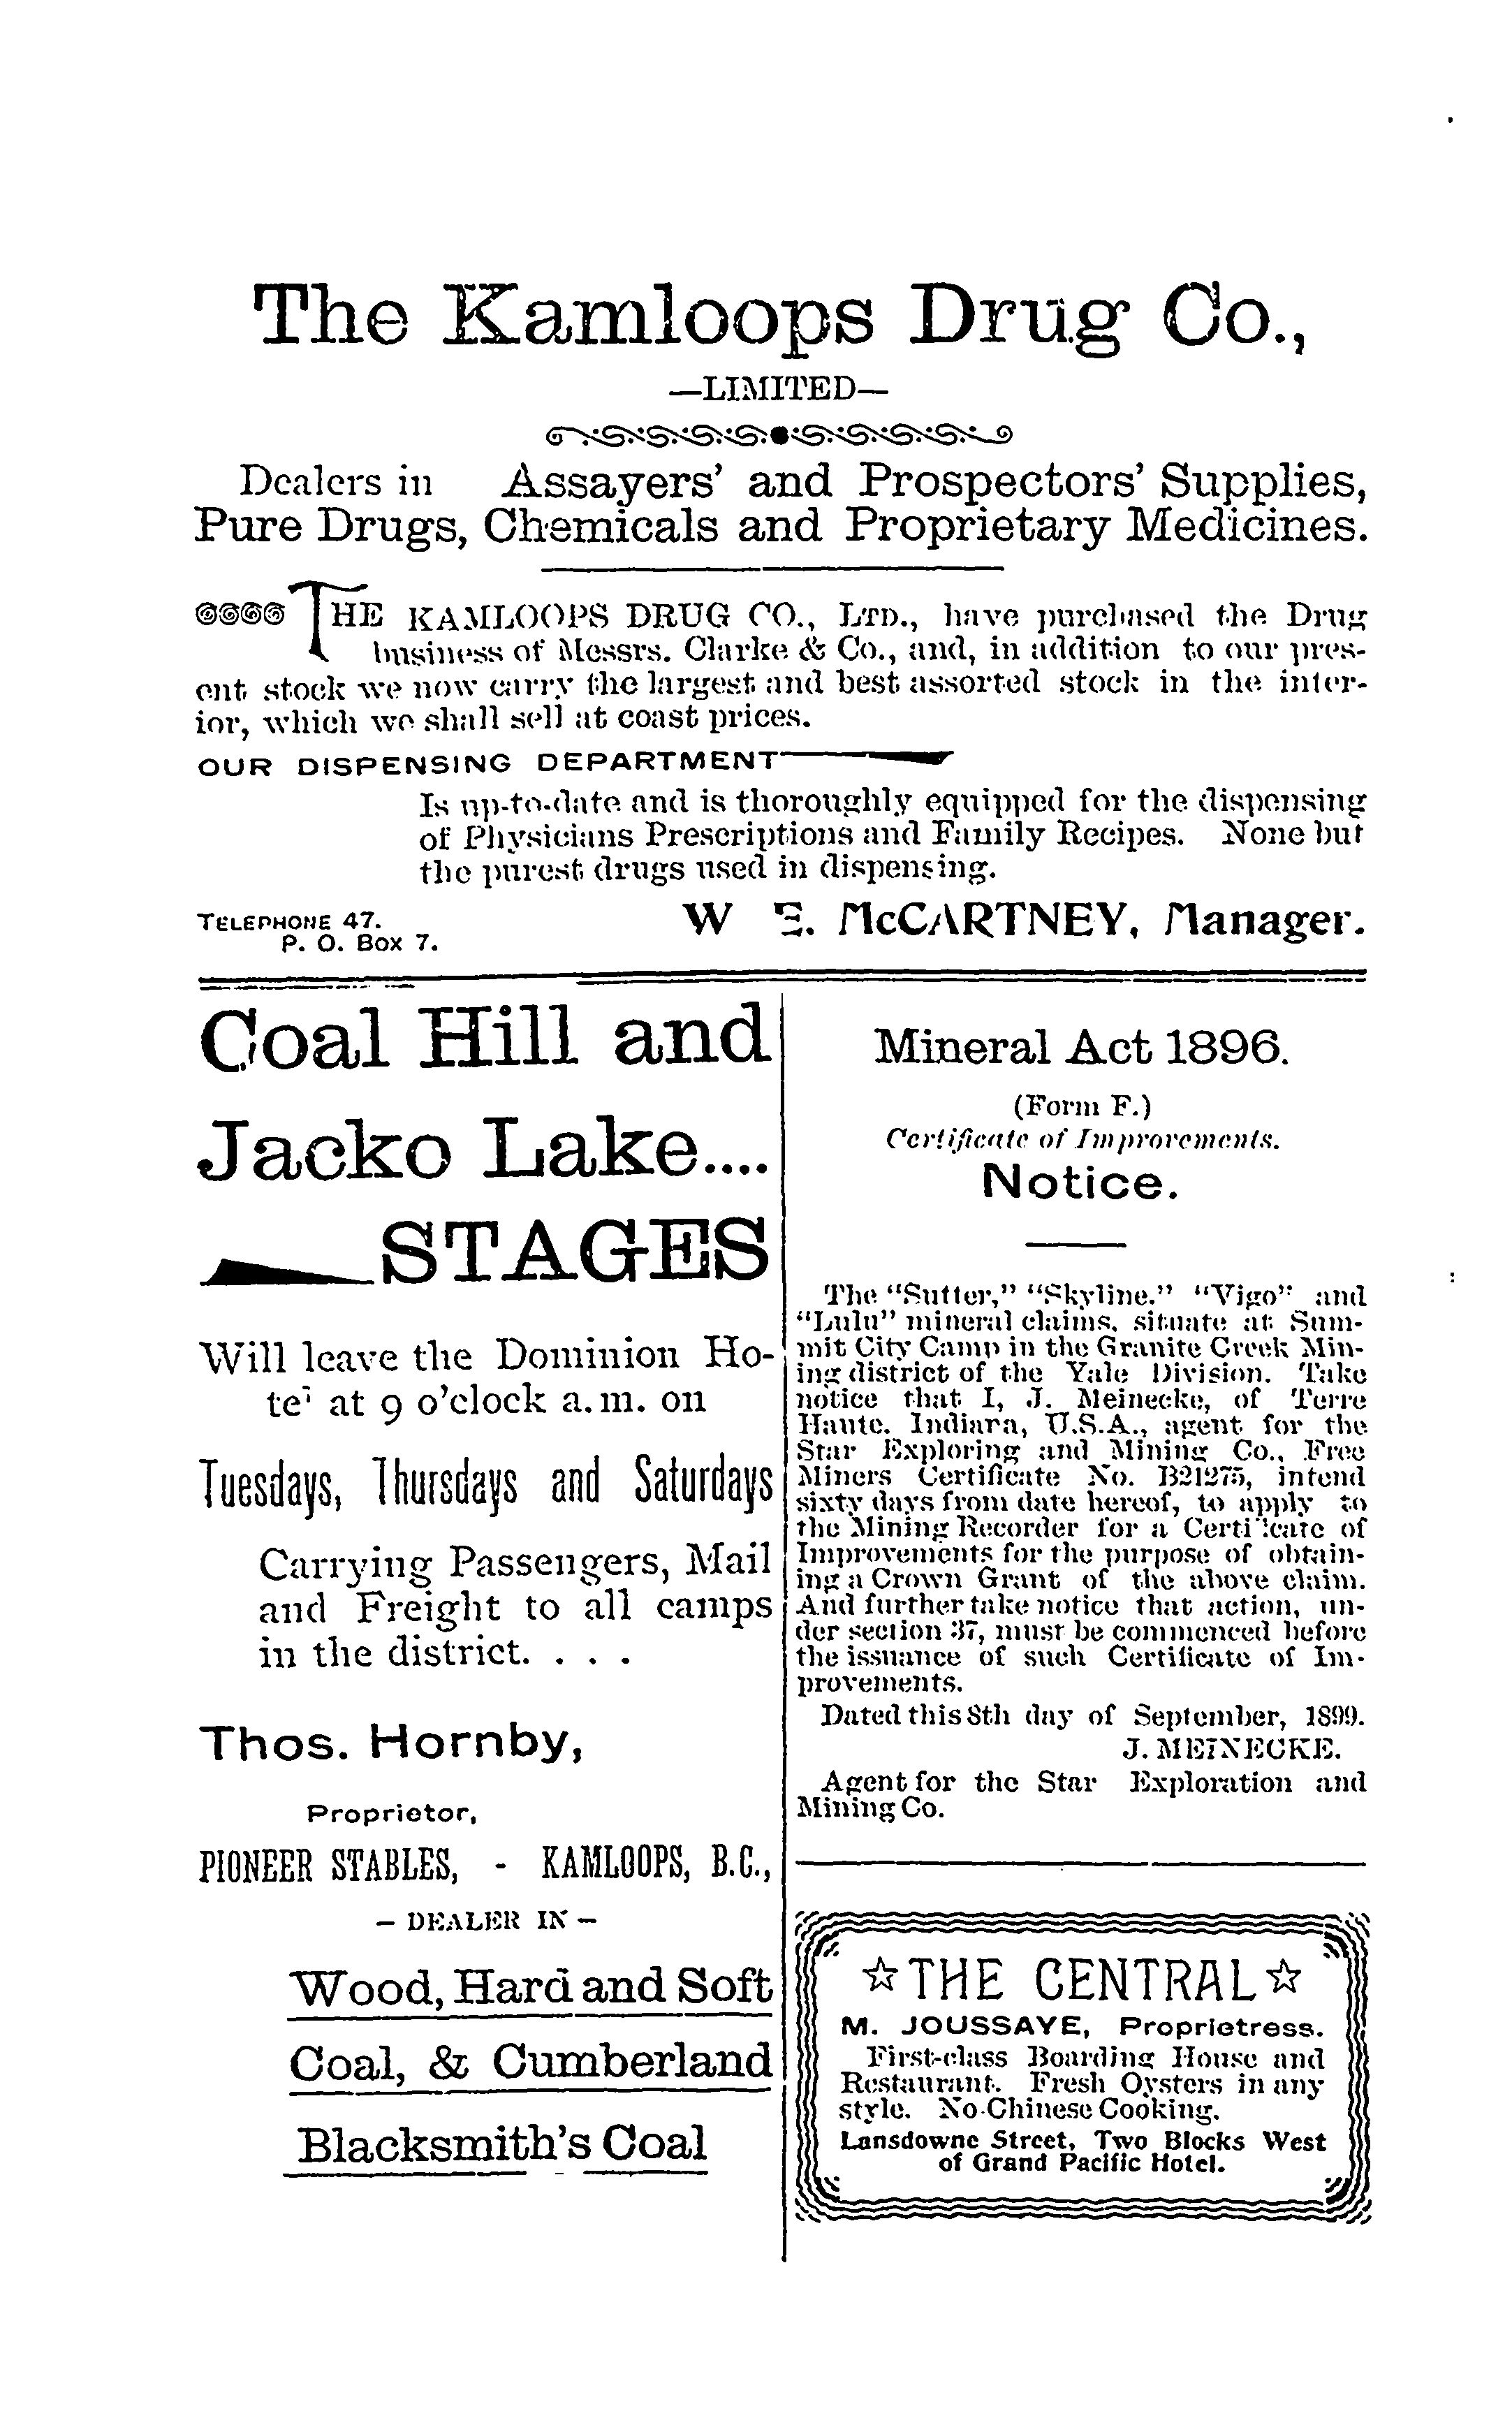 The Kamloops Drug Co.,
—LIMITED—
Dealers in Assayers' and Prospectors' Supplies,
Pure Drugs, Chemicals and Proprietary Medicines.
THE KAMLOOPS DRUG CO., LTD., have purchased the Drug
business of Messrs. Clarke & Co., and, in addition to our pres-
ent stock we now carry the largest and best assorted stock in the inter-
ior, which we shall sell at coast prices.
OUR DISPENSING DEPARTMENT
Is up-to-date and is thoroughly equipped for the dispensing
of Physicians Prescriptions and Family Recipes. None but
the purest drugs used in dispensing.
TELEPHONE 47.
P. O. Box 7.
W E. McCARTNEY, Manager.
Coal Hill and
Jacko Lake....
STAGES
Will leave the Dominion Ho-
tel at 9 o'clock a.m. on
Tuesdays, Thursdays and Saturdays
Carrying Passengers, Mail
and Freight to all camps
in the district. . . .
Thos. Hornby,
Proprietor,
PIONEER STABLES, - KAMLOOPS, B.C.,
– DEALER IN –
Wood, Hard and Soft
Coal, & Cumberland
Blacksmith's Coal
Mineral Act 1896.
(Form F.)
Certificate of Improvements.
Notice.
The "Sutter," "Skyline." "Vigo" and
"Lulu" mineral claims, situate at Sum-
mit City Camp in the Granite Creek Min-
ing district of the Yale Division. Take
notice that I, J. Meinecke, of Terre
Haute, Indiara, U.S.A., agent for the
Star Exploring and Mining Co., Free
Miners Certificate No. B21275, intend
sixty days from date hereof, to apply to
the Mining Recorder for a Certificate of
Improvements for the purpose of obtain-
ing a Crown Grant of the above claim.
And further take notice that action, un-
der section 37, must be commenced before
the issuance of such Certificate of Im-
provements.
Dated this 8th day of September, 1899.
J. MEINECKE.
Agent for the Star Exploration and
Mining Co.
☆THE CENTRAL☆
M. JOUSSAYE, Proprietress.
First-class Boarding House and
Restaurant. Fresh Oysters in any
style. No Chinese Cooking.
Lansdowne Street, Two Blocks West
of Grand Pacific Hotel.